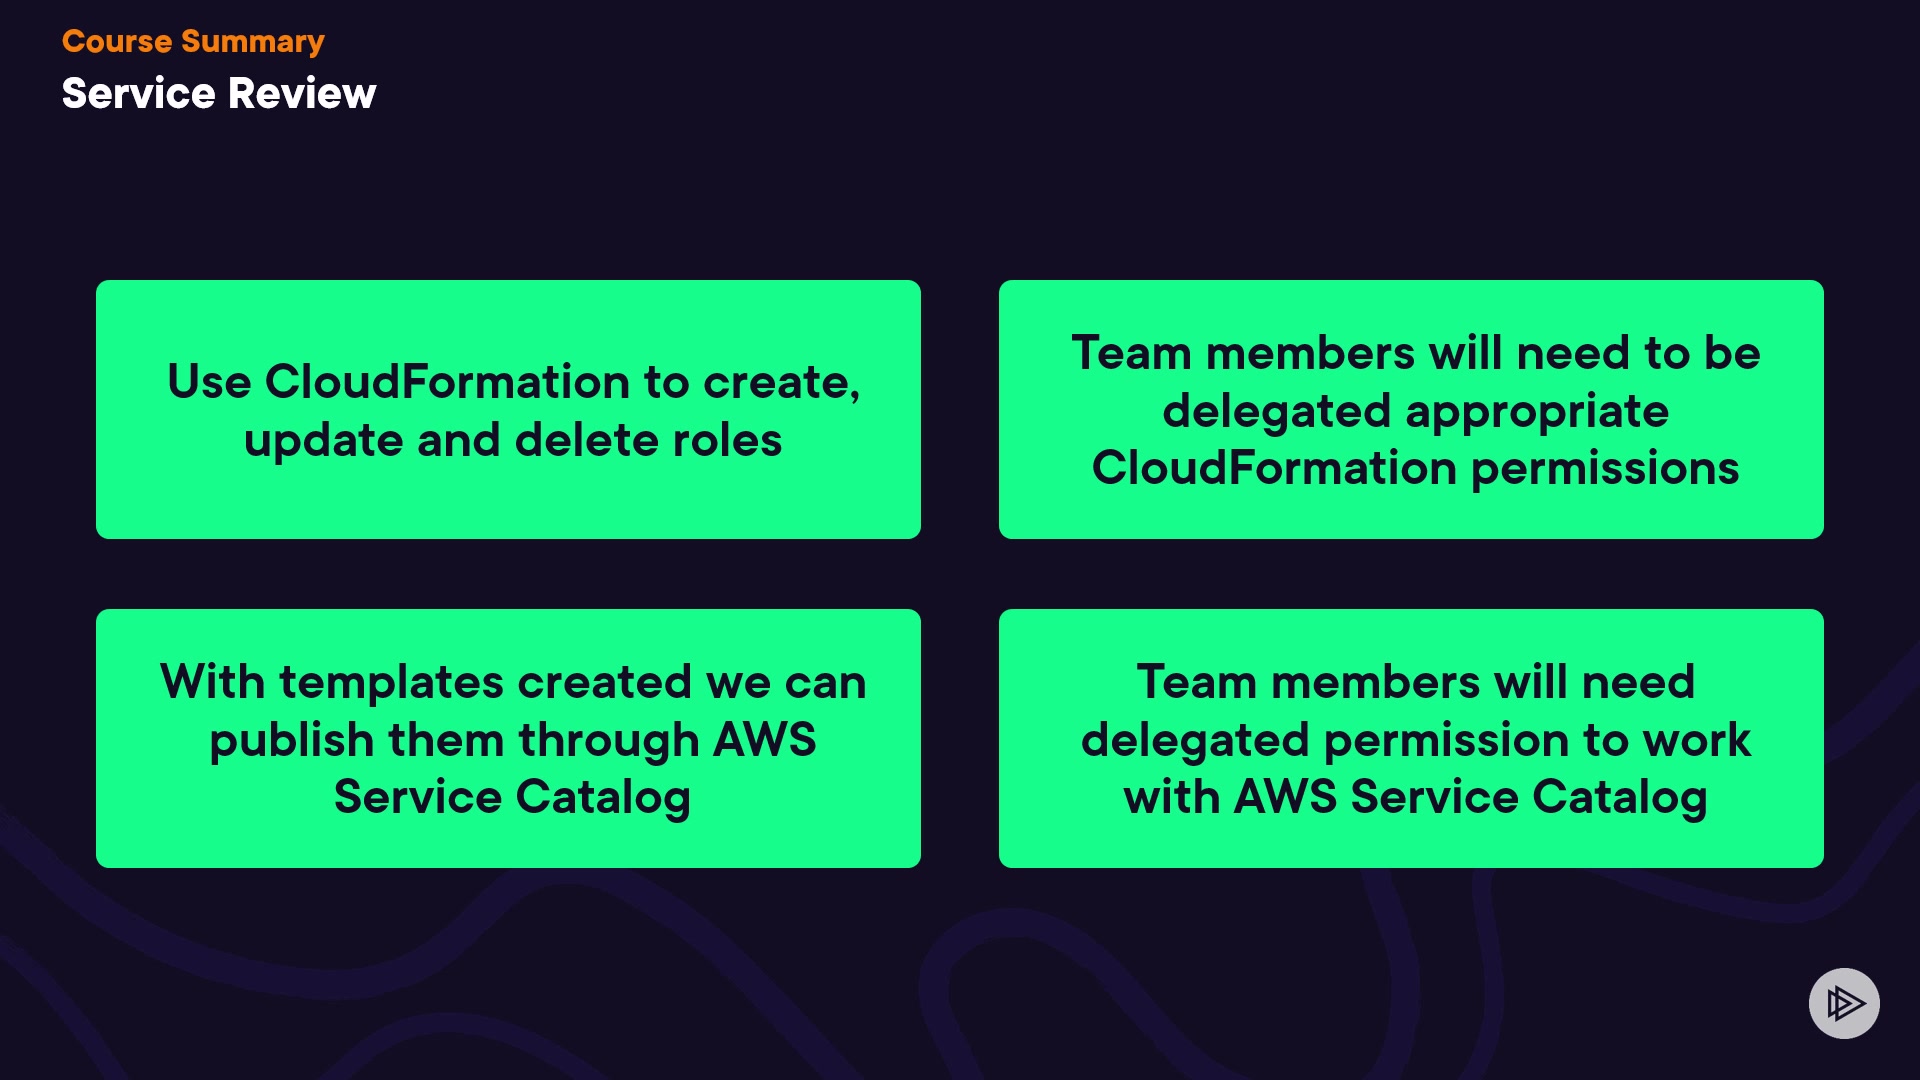 Course Summary
Service Review
Use CloudFormation to create,
update and delete roles
Team members will need to be
delegated appropriate
CloudFormation permissions
With templates created we can
publish them through AWS
Service Catalog
Team members will need
delegated permission to work
with AWS Service Catalog